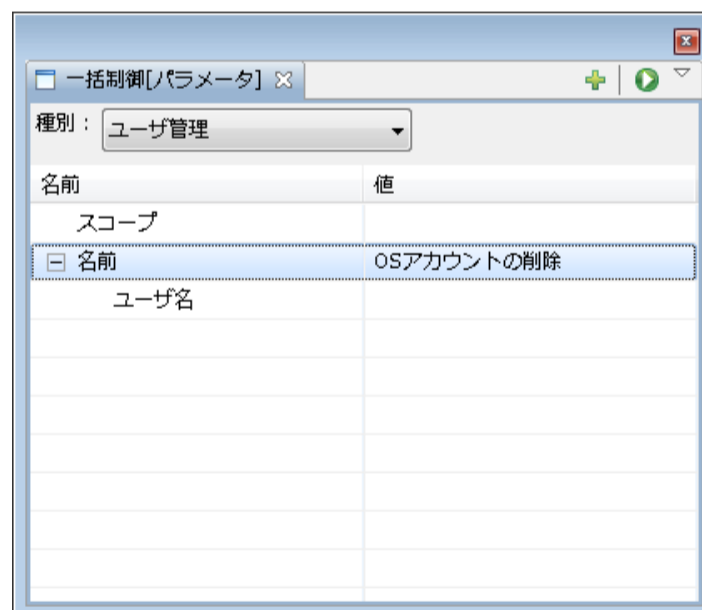 一括制御[パラメータ]
種別： ユーザ管理
名前 値
スコープ
名前 OSアカウントの削除
ユーザ名